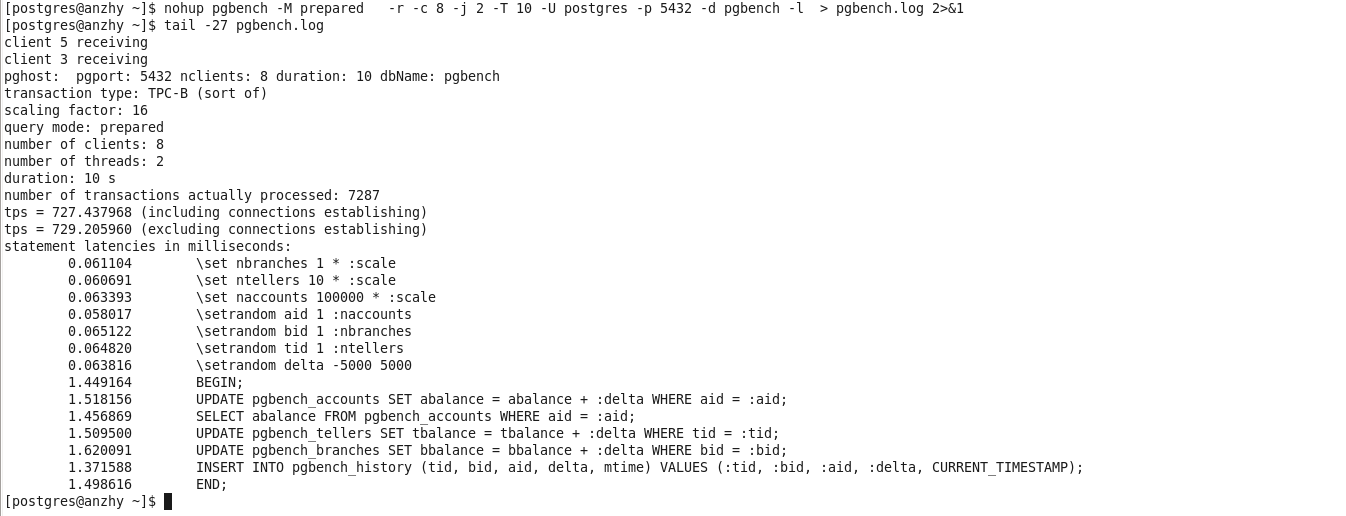 [postgres@anzhy ~]$ nohup pgbench -M prepared   -r -c 8 -j 2 -T 10 -U postgres -p 5432 -d pgbench -l  > pgbench.log 2>&1
[postgres@anzhy ~]$ tail -27 pgbench.log
client 5 receiving
client 3 receiving
pghost:  pgport: 5432 nclients: 8 duration: 10 dbName: pgbench
transaction type: TPC-B (sort of)
scaling factor: 16
query mode: prepared
number of clients: 8
number of threads: 2
duration: 10 s
number of transactions actually processed: 7287
tps = 727.437968 (including connections establishing)
tps = 729.205960 (excluding connections establishing)
statement latencies in milliseconds:
        0.061104        \set nbranches 1 * :scale
        0.060691        \set ntellers 10 * :scale
        0.063393        \set naccounts 100000 * :scale
        0.058017        \setrandom aid 1 :naccounts
        0.065122        \setrandom bid 1 :nbranches
        0.064820        \setrandom tid 1 :ntellers
        0.063816        \setrandom delta -5000 5000
        1.449164        BEGIN;
        1.518156        UPDATE pgbench_accounts SET abalance = abalance + :delta WHERE aid = :aid;
        1.456869        SELECT abalance FROM pgbench_accounts WHERE aid = :aid;
        1.509500        UPDATE pgbench_tellers SET tbalance = tbalance + :delta WHERE tid = :tid;
        1.620091        UPDATE pgbench_branches SET bbalance = bbalance + :delta WHERE bid = :bid;
        1.371588        INSERT INTO pgbench_history (tid, bid, aid, delta, mtime) VALUES (:tid, :bid, :aid, :delta, CURRENT_TIMESTAMP);
        1.498616        END;
[postgres@anzhy ~]$